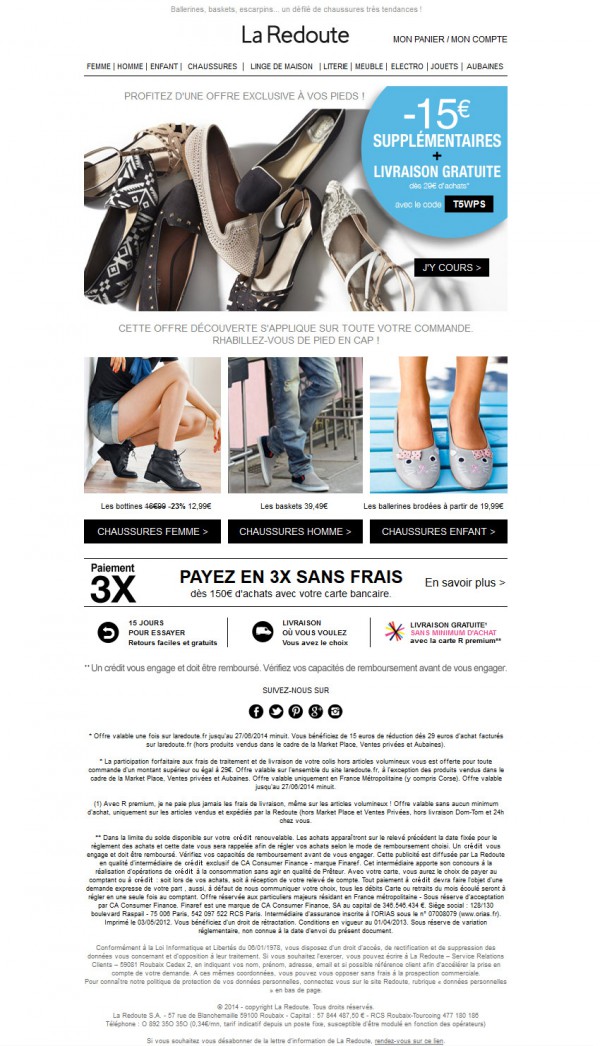 Ballerines, baskets, escarpins... un défilé de chaussures très tendances !
La Redoute
MON PANIER / MON COMPTE
FEMME | HOMME | ENFANT | CHAUSSURES | LINGE DE MAISON | LITERIE | MEUBLE | ELECTRO | JOUETS | AUBAINES
PROFITEZ D'UNE OFFRE EXCLUSIVE À VOS PIEDS !
-15€
SUPPLÉMENTAIRES
+
LIVRAISON GRATUITE
dès 29€ d'achats*
avec le code T5WPS
J'Y COURS >
CETTE OFFRE DÉCOUVERTE S'APPLIQUE SUR TOUTE VOTRE COMMANDE.
RHABILLEZ-VOUS DE PIED EN CAP !
Les bottines 16€99 -23% 12,99€
Les baskets 39,49€
Les ballerines brodées à partir de 19,99€
CHAUSSURES FEMME >
CHAUSSURES HOMME >
CHAUSSURES ENFANT >
Paiement
3X
PAYEZ EN 3X SANS FRAIS
dès 150€ d'achats avec votre carte bancaire.
En savoir plus >
15 JOURS
POUR ESSAYER
Retours faciles et gratuits
LIVRAISON
OÙ VOUS VOULEZ
Vous avez le choix
LIVRAISON GRATUITE¹
SANS MINIMUM D'ACHAT
avec la carte R premium**
** Un crédit vous engage et doit être remboursé. Vérifiez vos capacités de remboursement avant de vous engager.
SUIVEZ-NOUS SUR
* Offre valable une fois sur laredoute.fr jusqu'au 27/06/2014 minuit. Vous bénéficiez de 15 euros de réduction dès 29 euros d'achat facturés
sur laredoute.fr (hors produits vendus dans le cadre de la Market Place, Ventes privées et Aubaines).
* La participation forfaitaire aux frais de traitement et de livraison de votre colis hors articles volumineux vous est offerte pour toute
commande d'un montant supérieur ou égal à 29€. Offre valable sur l'ensemble du site laredoute.fr, à l'exception des produits vendus dans le
cadre de la Market Place, Ventes privées et Aubaines. Offre valable uniquement en France Métropolitaine (y compris Corse). Offre valable
jusqu'au 27/06/2014 minuit.
(1) Avec R premium, je ne paie plus jamais les frais de livraison, même sur les articles volumineux ! Offre valable sans aucun minimum
d'achat, uniquement sur les articles vendus et expédiés par la Redoute (hors Market Place et Ventes Privées, hors livraison Dom-Tom et 24h
chez vous.
** Dans la limite du solde disponible sur votre crédit renouvelable. Les achats apparaîtront sur le relevé précédent la date fixée pour le
règlement des achats et cette date vous sera rappelée afin de régler vos achats selon le mode de remboursement choisi. Un crédit vous
engage et doit être remboursé. Vérifiez vos capacités de remboursement avant de vous engager. Cette publicité est diffusée par La Redoute
en qualité d'intermédiaire de crédit exclusif de CA Consumer Finance - marque Finaref. Cet intermédiaire apporte son concours à la
réalisation d'opérations de crédit à la consommation sans agir en qualité de Prêteur. Avec votre carte, vous aurez le choix de payer au
comptant ou à crédit : soit lors de vos achats, soit à réception de votre relevé de compte. Tout paiement à crédit devra faire l'objet d'une
demande expresse de votre part , aussi, à défaut de nous communiquer votre choix, tous les débits Carte ou retraits du mois écoulé seront à
régler en une seule fois au comptant. Offre réservée aux particuliers majeurs résidant en France métropolitaine - Sous réserve d'acceptation
par CA Consumer Finance. Finaref est une marque de CA Consumer Finance, SA au capital de 346 546 434 €. Siège social : 128/130
boulevard Raspail - 75 006 Paris, 542 097 522 RCS Paris. Intermédiaire d'assurance inscrité à l'ORIAS sous le n° 07008079 (www.orias.fr).
Imprimé le 03/05/2012. Vous bénéficiez d'un droit de rétractation. Conditions en vigueur au 01/04/2013. Sous réserve de variation
réglementaire, non connue à la date d'envoi du présent document.
Conformément à la Loi Informatique et Libertés du 06/01/1978, vous disposez d'un droit d'accès, de rectification et de suppression des
données vous concernant et d'opposition à leur traitement. Si vous souhaitez l'exercer, vous pouvez écrire à La Redoute – Service Relations
Clients – 59081 Roubaix Cedex 2, en indiquant vos nom, prénom, adresse, email et si possible référence client afin d'accélérer la prise en
compte de votre demande. A ces mêmes coordonnées, vous pouvez opposer sans frais à la prospection commerciale.
Pour connaître notre politique de protection de vos données personnelles, connectez vous sur le site Redoute, rubrique « données personnelles
» en bas de page.
® 2014 - copyright La Redoute. Tous droits réservés.
La Redoute S.A. - 57 rue de Blanchemaille 59100 Roubaix - Capital : 57 844 487,50 € - RCS Roubaix-Tourcoing 477 180 186
Téléphone : O 892 35O 35O (0,34€/mn, tarif indicatif depuis un poste fixe, susceptible d'être modulé en fonction des opérateurs)
Si vous souhaitez vous désabonner de la lettre d'information de La Redoute, rendez-vous sur ce lien.